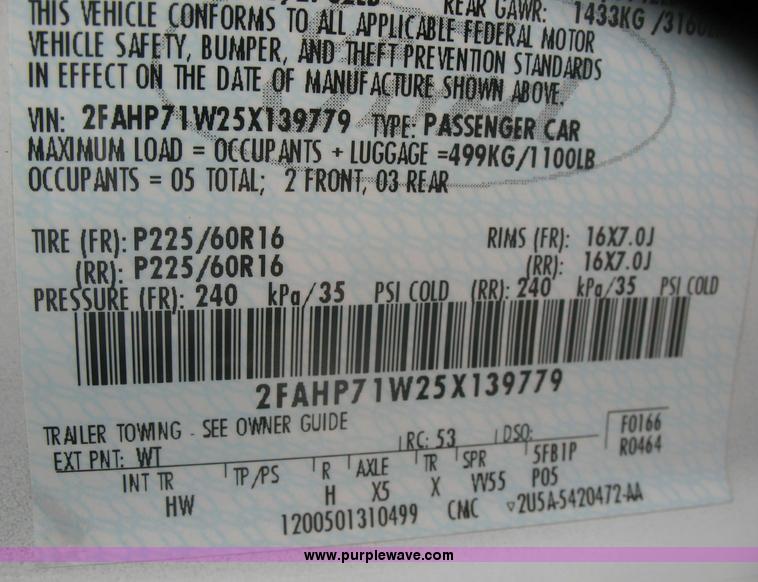 REAR GAWR: 1433KG
THIS VEHICLE CONFORMS TO ALL APPLICABLE FEDERAL MOTOR
VEHICLE SAFETY, BUMPER, AND THEFT PREVENTION STANDARDS
IN EFFECT ON THE DATE OF MANUFACTURE SHOWN ABOVE.
VIN: 2FAHP71W25X139779 TYPE: PASSENGER CAR
MAXIMUM LOAD = OCCUPANTS + LUGGAGE =499KG/1100LB
OCCUPANTS = 05 TOTAL; 2 FRONT, 03 REAR
TIRE (FR): P225/60R16 RIMS (FR): 16X7.0J
(RR): P225/60R16 (RR): 16X7.0J
PRESSURE (FR): 240 kPa/35 PSI COLD (RR): 240 kPa/35 PSI COLD
2FAHP71W25X139779
TRAILER TOWING - SEE OWNER GUIDE
EXT PNT: WT RC: 53 DSO: F0166
R0464
INT TR TP/PS R AXLE TR SPR 5FB1P
HW H X5 X VV55 P05
1200501310499 CMC 2U5A-5420472-AA
www.purplewave.com